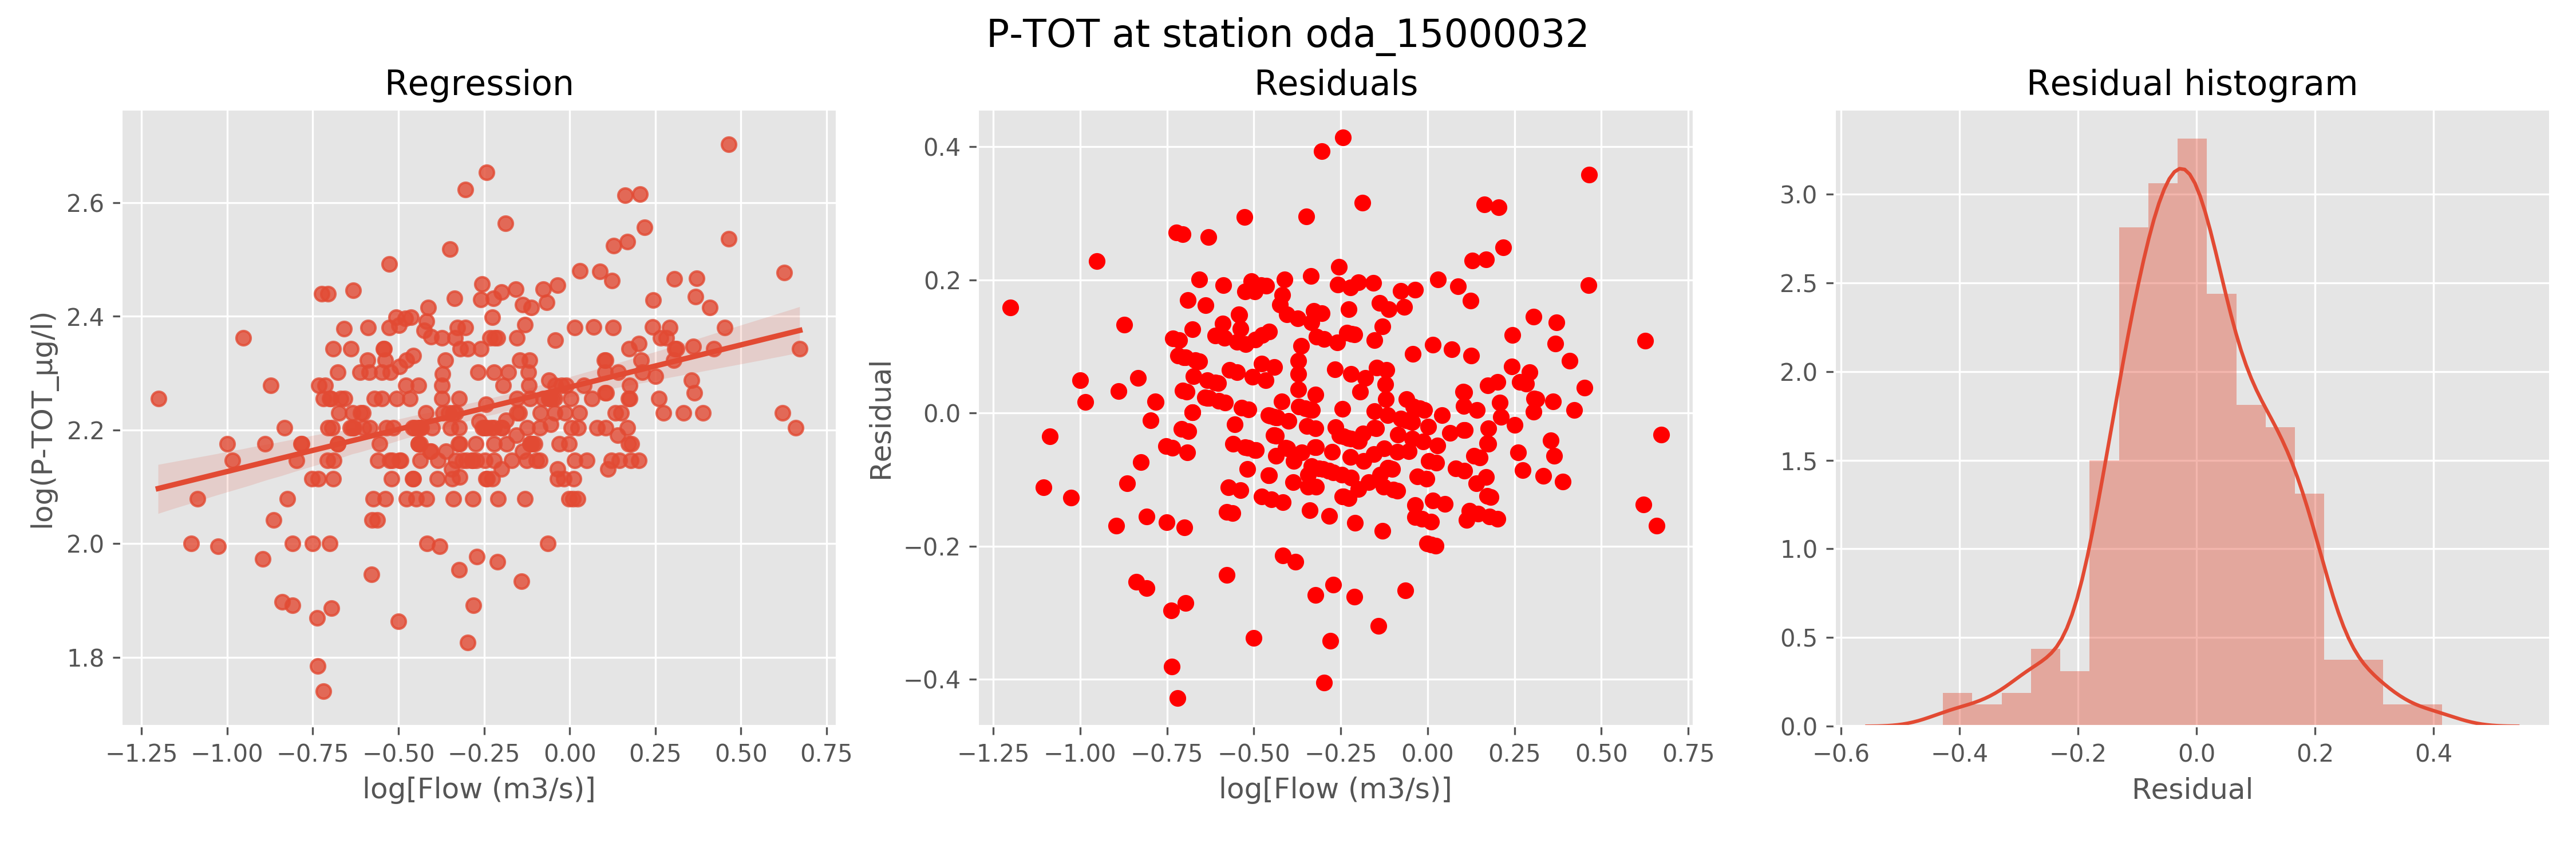 P-TOT at station oda_15000032
Regression
2.6
2.4
2.2
2.0
1.8
log(P-TOT_µg/l)
−1.25 −1.00 −0.75 −0.50 −0.25 0.00 0.25 0.50 0.75
log[Flow (m3/s)]
Residuals
0.4
0.2
0.0
−0.2
−0.4
Residual
−1.25 −1.00 −0.75 −0.50 −0.25 0.00 0.25 0.50 0.75
log[Flow (m3/s)]
Residual histogram
3.0
2.5
2.0
1.5
1.0
0.5
0.0
−0.6 −0.4 −0.2 0.0 0.2 0.4
Residual